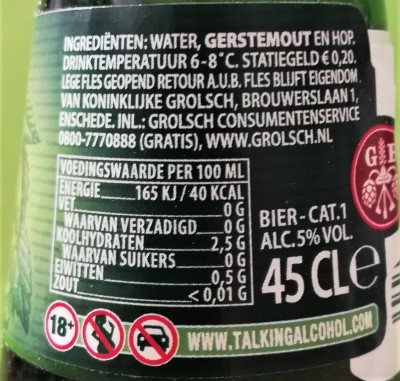 INGREDIËNTEN: WATER, GERSTEMOUT EN HOP.
DRINKTEMPERATUUR 6-8°C. STATIEGELD € 0,20.
LEGE FLES GEOPEND RETOUR A.U.B. FLES BLIJFT EIGENDOM
VAN KONINKLIJKE GROLSCH, BROUWERSLAAN 1,
ENSCHEDE. INL.: GROLSCH CONSUMENTENSERVICE
0800-7770888 (GRATIS), WWW.GROLSCH.NL
VOEDINGSWAARDE PER 100 ML
ENERGIE 165 KJ / 40 KCAL
VET 0 G
WAARVAN VERZADIGD 0 G
KOOLHYDRATEN 2,5 G
WAARVAN SUIKERS 0 G
EIWITTEN 0,5 G
ZOUT < 0,01 G
BIER - CAT.1
ALC.5% VOL.
45 CL e
G
18+
WWW.TALKINGALCOHOL.COM